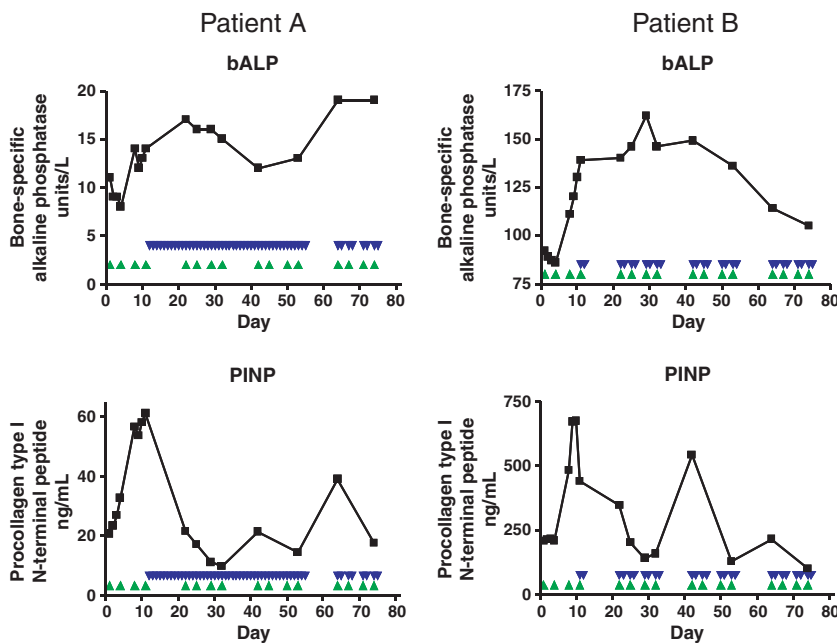 Patient A
Patient B
bALP
Bone-specific
alkaline phosphatase
units/L
20
15
10
5
0
0 10 20 30 40 50 60 70 80
Day
bALP
Bone-specific
alkaline phosphatase
units/L
175
150
125
100
75
0 10 20 30 40 50 60 70 80
Day
PINP
Procollagen type I
N-terminal peptide
ng/mL
60
40
20
0
0 10 20 30 40 50 60 70 80
Day
PINP
Procollagen type I
N-terminal peptide
ng/mL
750
500
250
0
0 10 20 30 40 50 60 70 80
Day